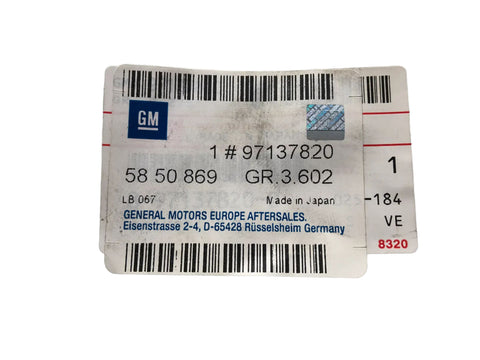 GM
1 # 97137820
58 50 869 GR.3.602
LB 067 Made in Japan
GENERAL MOTORS EUROPE AFTERSALES.
Eisenstrasse 2-4, D-65428 Rüsselsheim Germany
1
-184
VE
8320